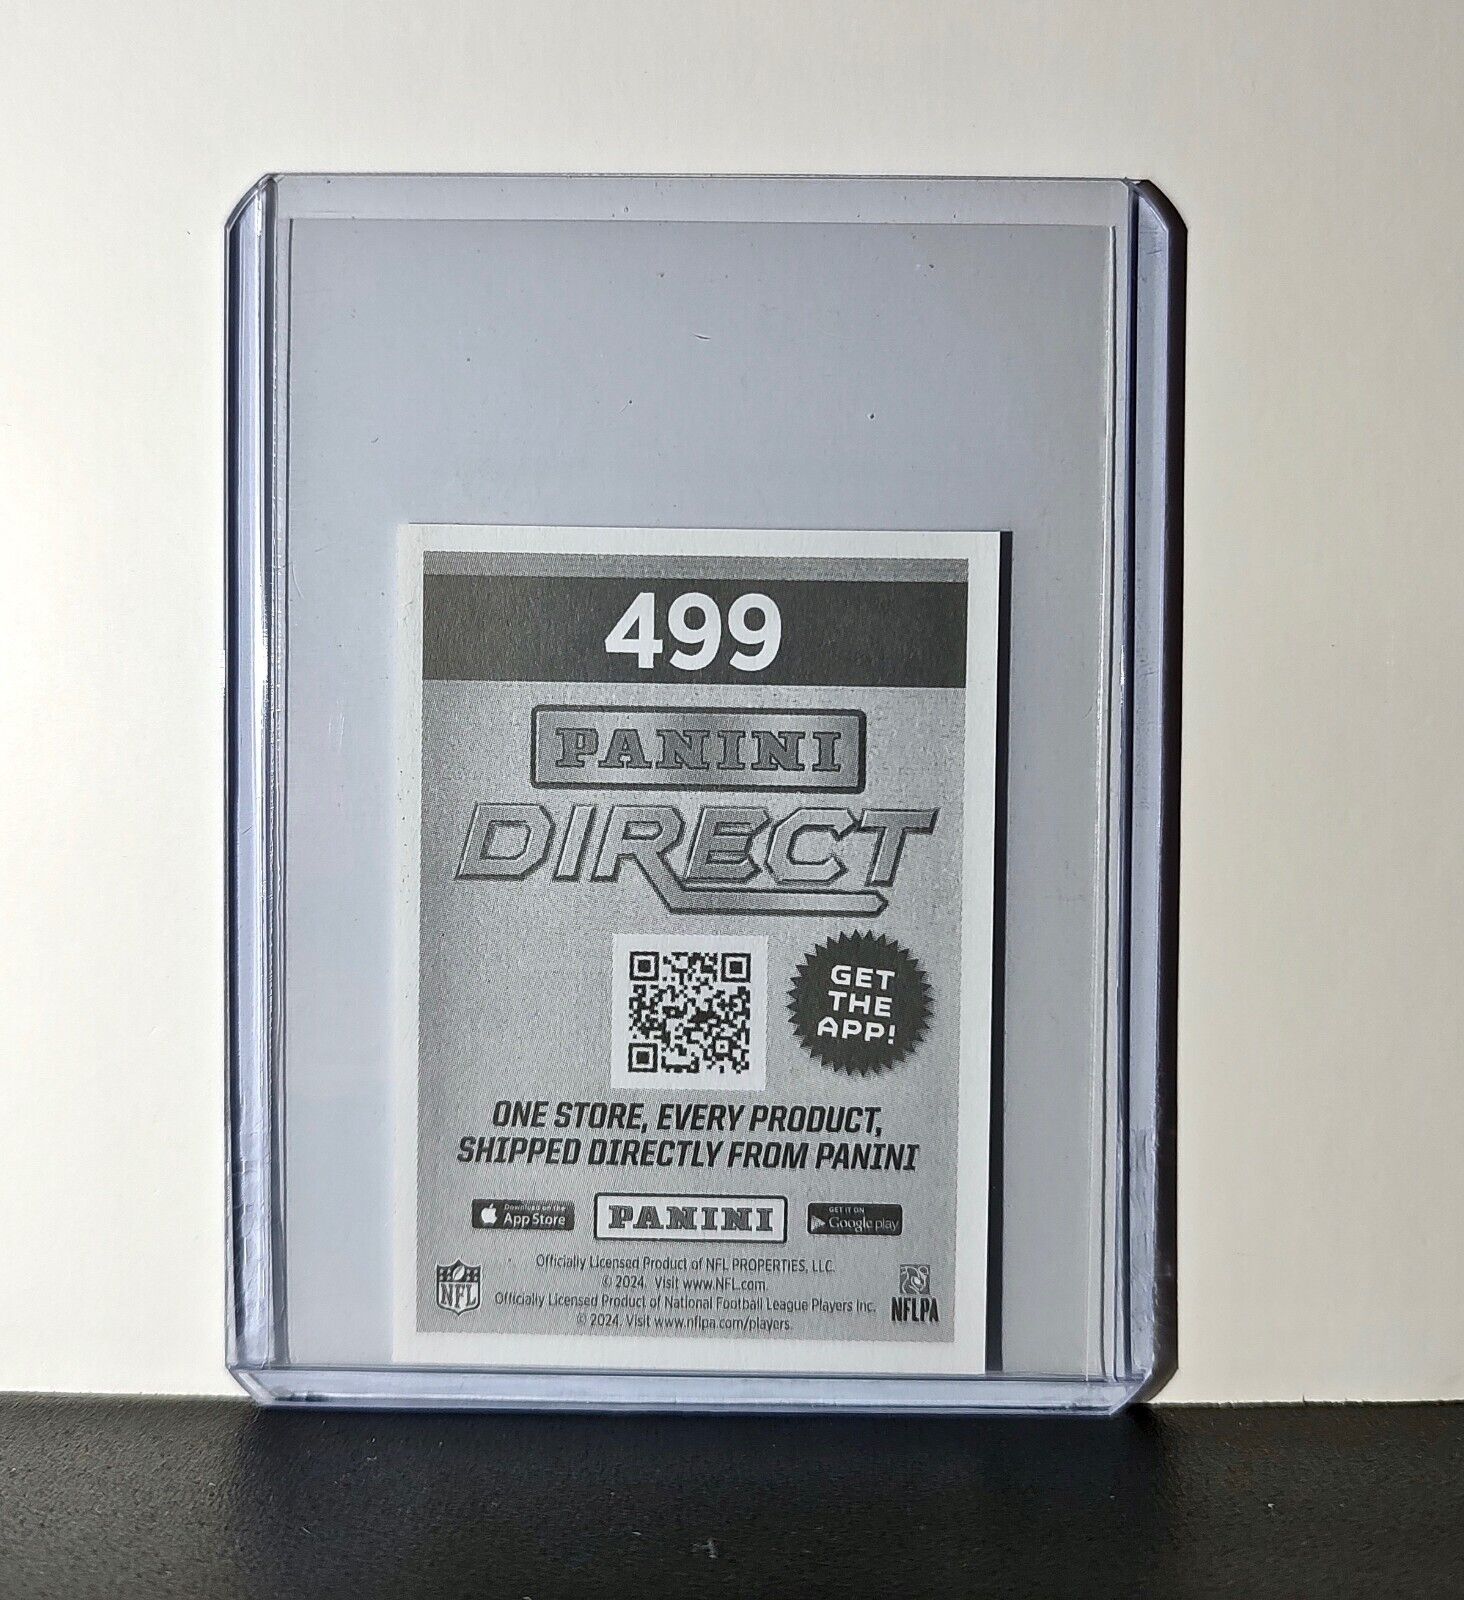 499
PANINI
DIRECT
GET
THE
APP!
ONE STORE, EVERY PRODUCT,
SHIPPED DIRECTLY FROM PANINI
Download on the
App Store
PANINI
GET IT ON
Google play
Officially Licensed Product of NFL PROPERTIES, LLC.
© 2024. Visit www.NFL.com.
NFL
Officially Licensed Product of National Football League Players Inc.
© 2024. Visit www.nflpa.com/players.
NFLPA